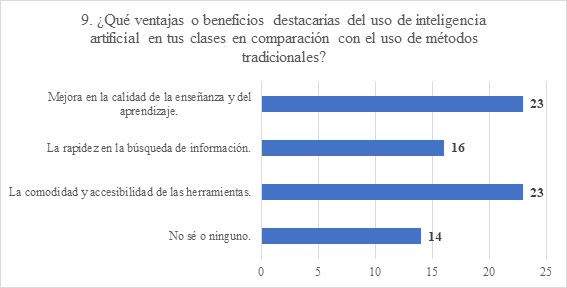 9. ¿Qué ventajas o beneficios destacarias del uso de inteligencia
artificial en tus clases en comparación con el uso de métodos
tradicionales?
Mejora en la calidad de la enseñanza y del
aprendizaje.
23
La rapidez en la búsqueda de información.
16
La comodidad y accesibilidad de las herramientas.
23
No sé o ninguno.
14
0 5 10 15 20 25